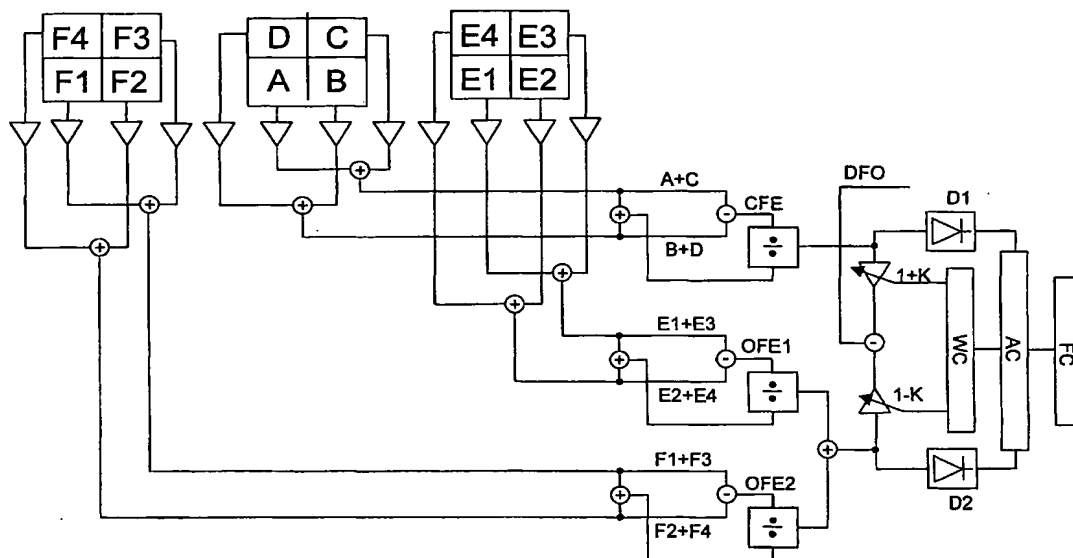 F4 F3
F1 F2
D C
A B
E4 E3
E1 E2
A+C
CFE
B+D
÷
DFO
D1
1+K
WC
AC
FC
1-K
D2
E1+E3
OFE1
E2+E4
÷
F1+F3
OFE2
F2+F4
÷